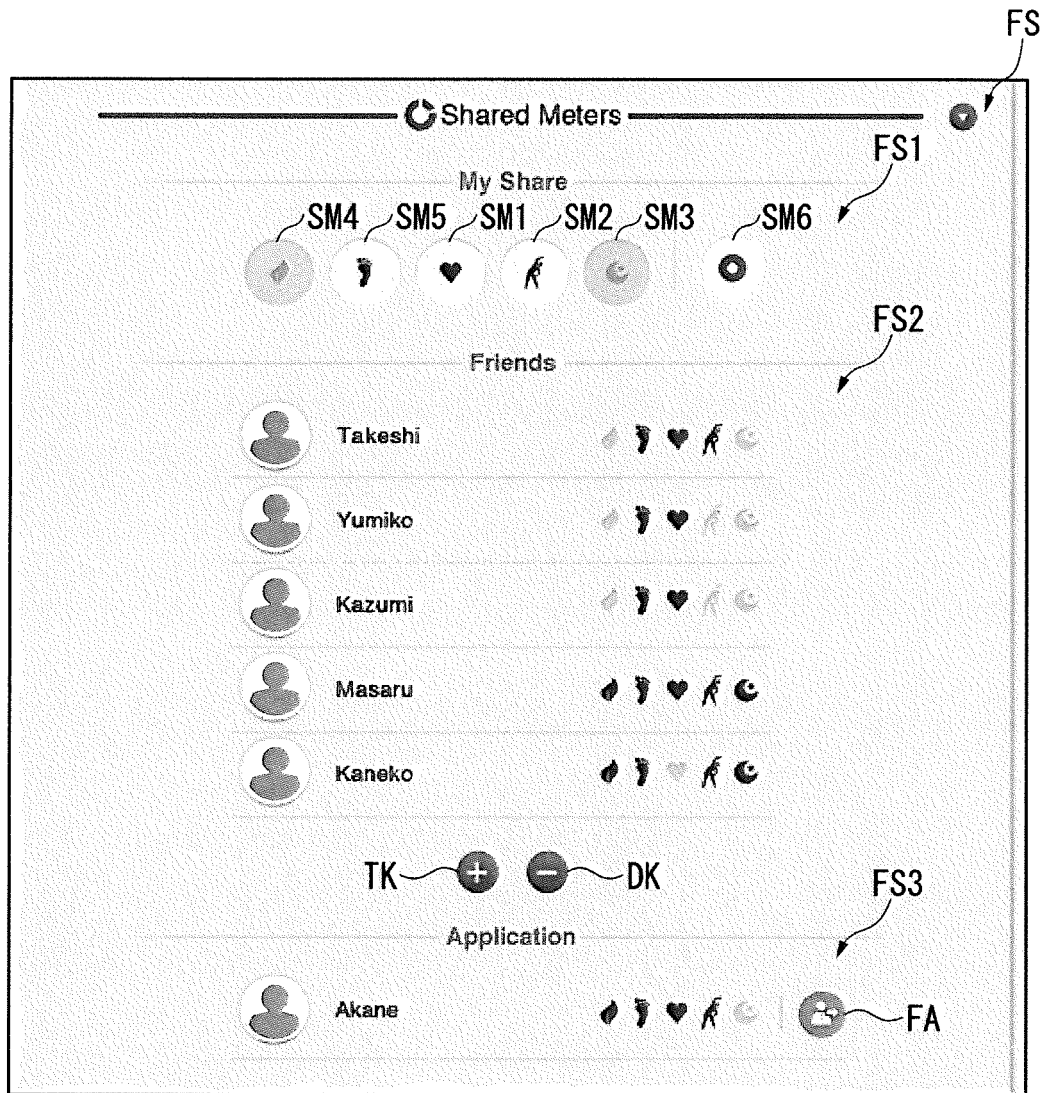 FS
Shared Meters
FS1
My Share
SM4 SM5 SM1 SM2 SM3 SM6
FS2
Friends
Takeshi
Yumiko
Kazumi
Masaru
Kaneko
TK DK
FS3
Application
Akane
FA